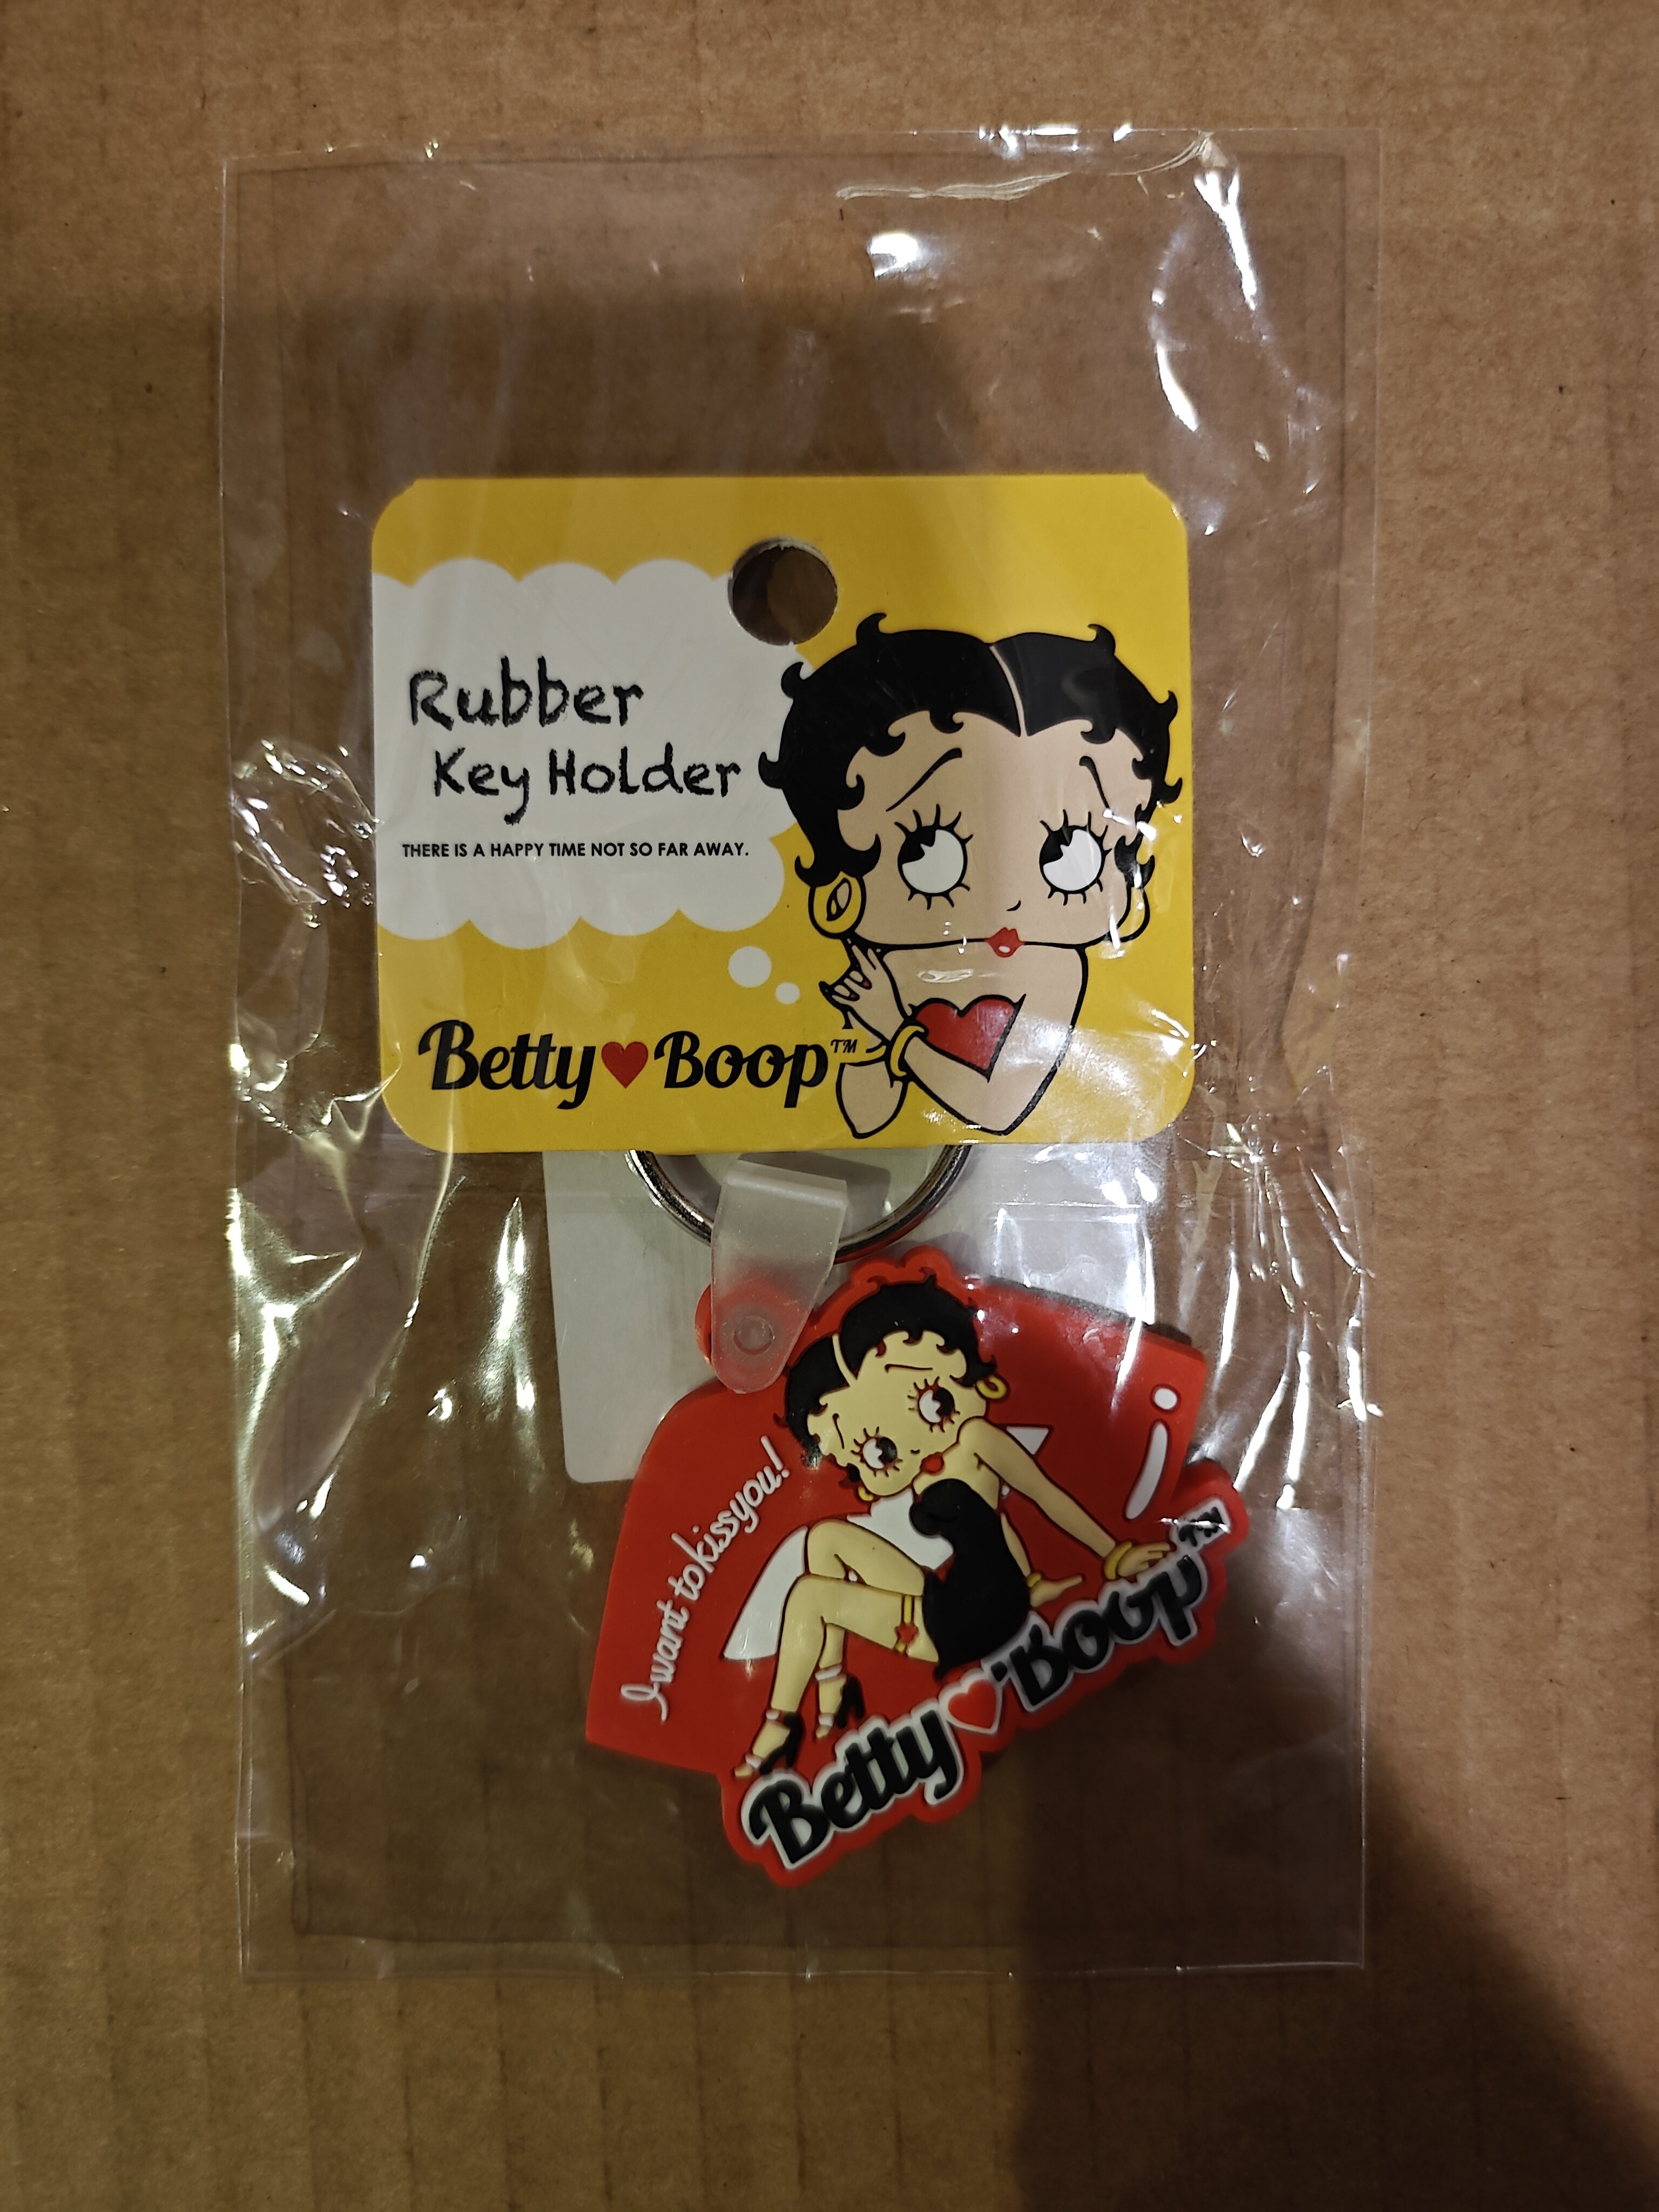 Rubber
Key Holder
THERE IS A HAPPY TIME NOT SO FAR AWAY.
Betty♥Boop™
I want to kiss you!
Betty♥Boop™